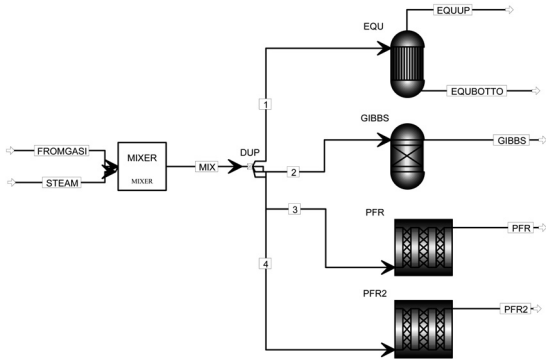 EQUUP
EQU
EQUBOTTO
1
GIBBS
GIBBS
FROMGASI
MIXER
MIXER
STEAM
MIX
DUP
2
3
PFR
PFR
4
PFR2
PFR2